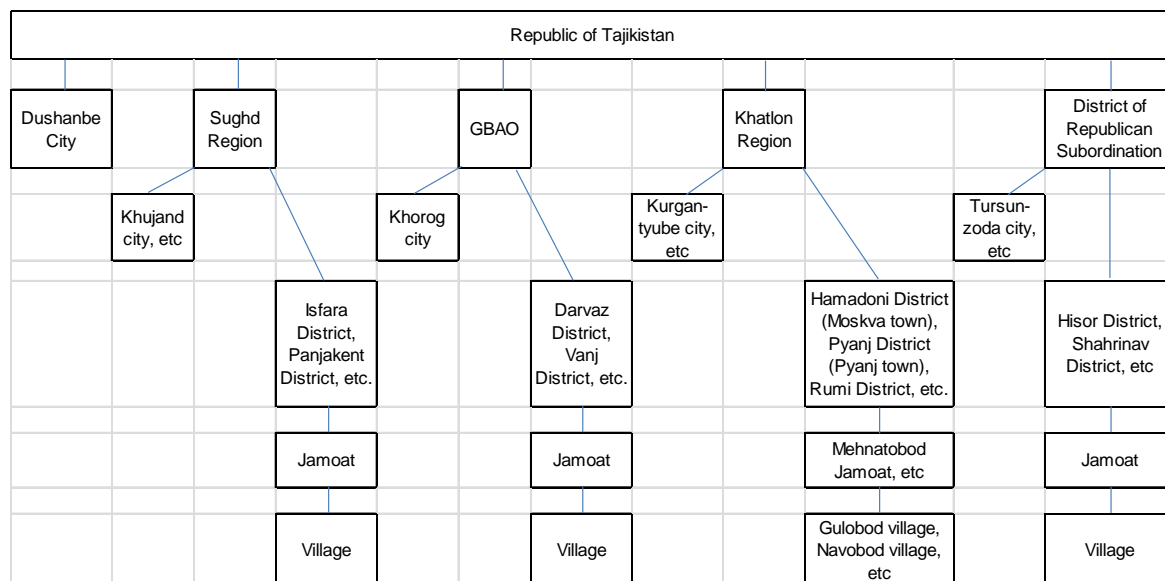 Republic of Tajikistan
Dushanbe
City
Sughd
Region
GBAO
Khatlon
Region
District of
Republican
Subordination
Khujand
city, etc
Khorog
city
Kurgan-
tyube city,
etc
Tursun-
zoda city,
etc
Isfara
District,
Panjakent
District, etc.
Darvaz
District,
Vanj
District, etc.
Hamadoni District
(Moskva town),
Pyanj District
(Pyanj town),
Rumi District, etc.
Hisor District,
Shahrinav
District, etc
Jamoat
Jamoat
Mehnatobod
Jamoat, etc
Jamoat
Village
Village
Gulobod village,
Navobod village,
etc
Village